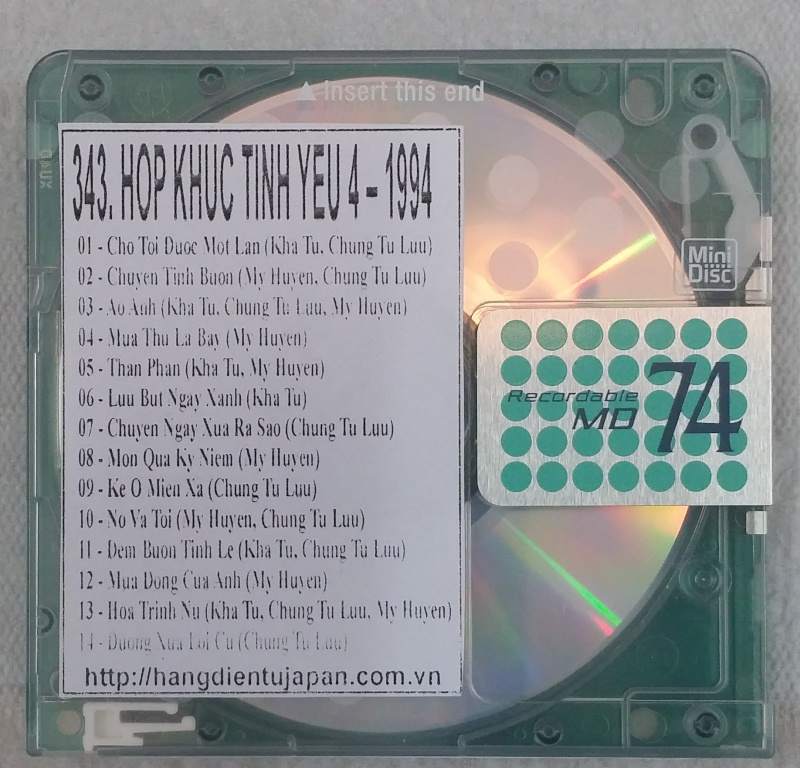 ▲ Insert this end
343. HOP KHUC TINH YEU 4 – 1994
01 - Cho Toi Duoc Mot Lan (Kha Tu, Chung Tu Luu)
02 - Chuyen Tinh Buon (My Huyen, Chung Tu Luu)
03 - Ao Anh (Kha Tu, Chung Tu Luu, My Huyen)
04 - Mua Thu La Bay (My Huyen)
05 - Than Phan (Kha Tu, My Huyen)
06 - Luu But Ngay Xanh (Kha Tu)
07 - Chuyen Ngay Xua Ra Sao (Chung Tu Luu)
08 - Mon Qua Ky Niem (My Huyen)
09 - Ke O Mien Xa (Chung Tu Luu)
10 - No Va Toi (My Huyen, Chung Tu Luu)
11 - Dem Buon Tinh Le (Kha Tu, Chung Tu Luu)
12 - Mua Dong Cua Anh (My Huyen)
13 - Hoa Trinh Nu (Kha Tu, Chung Tu Luu, My Huyen)
14 - Duong Xua Loi Cu (Chung Tu Luu)
http://hangdientujapan.com.vn
Mini
Disc
Recordable
MD 74